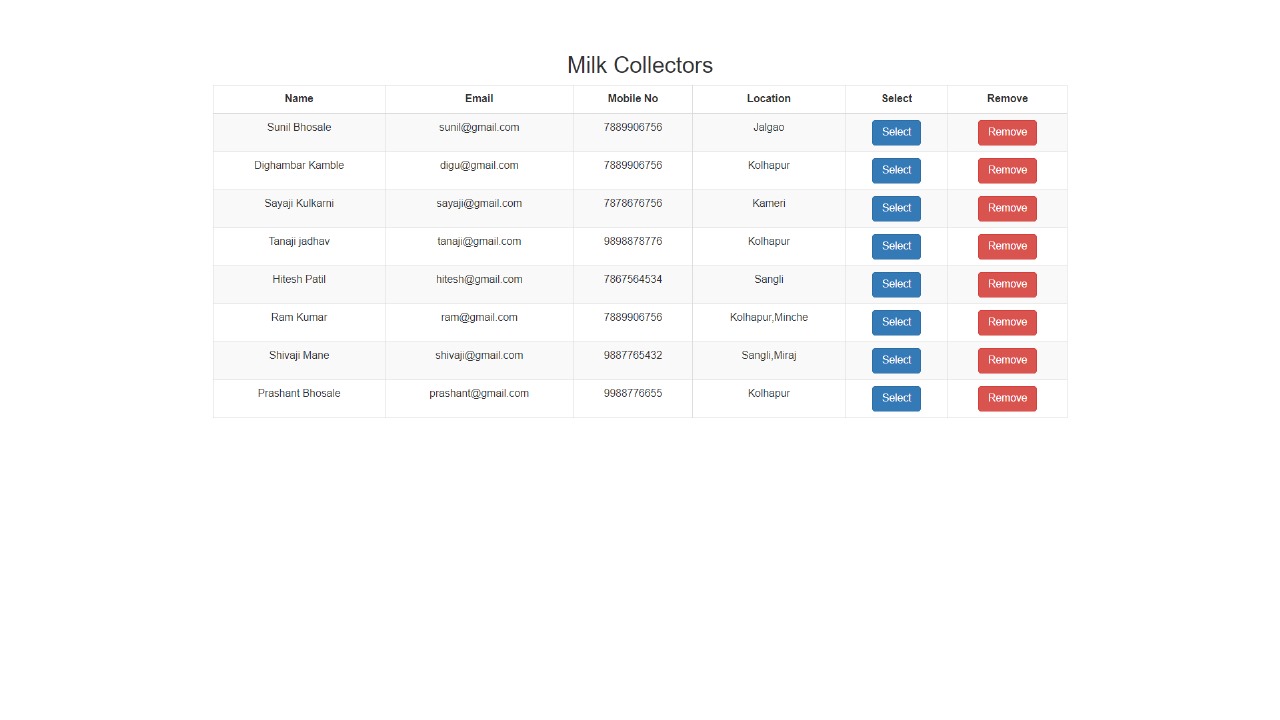 Milk Collectors
Name Email Mobile No Location Select Remove
Sunil Bhosale sunil@gmail.com 7889906756 Jalgao Select Remove
Dighambar Kamble digu@gmail.com 7889906756 Kolhapur Select Remove
Sayaji Kulkarni sayaji@gmail.com 7878676756 Kameri Select Remove
Tanaji jadhav tanaji@gmail.com 9898878776 Kolhapur Select Remove
Hitesh Patil hitesh@gmail.com 7867564534 Sangli Select Remove
Ram Kumar ram@gmail.com 7889906756 Kolhapur,Minche Select Remove
Shivaji Mane shivaji@gmail.com 9887765432 Sangli,Miraj Select Remove
Prashant Bhosale prashant@gmail.com 9988776655 Kolhapur Select Remove